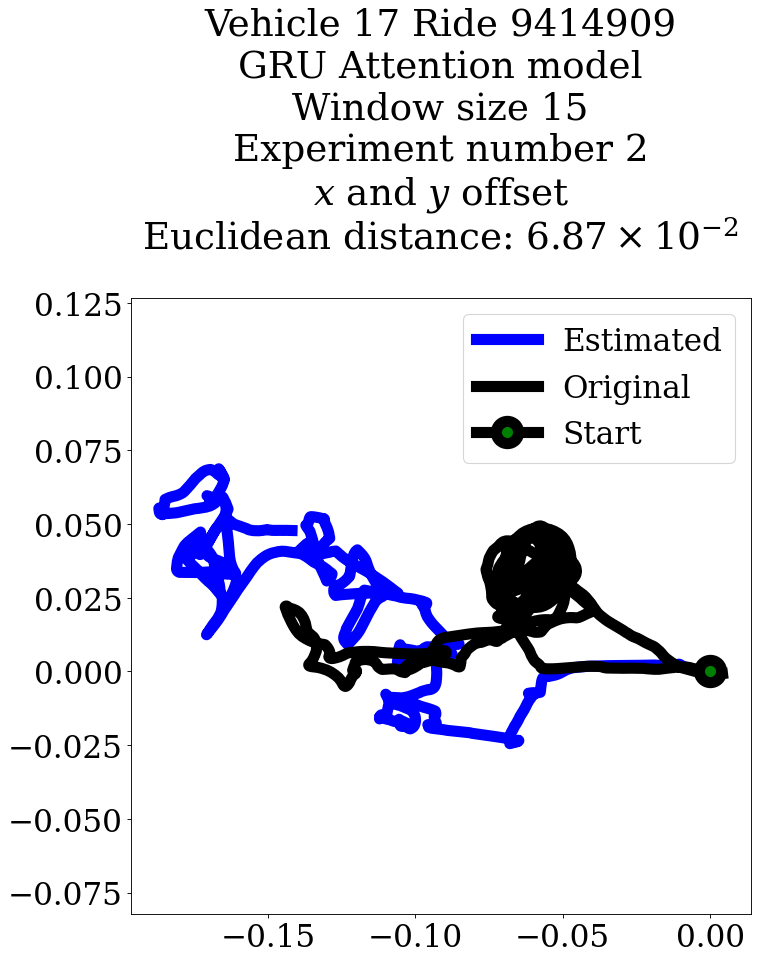 Vehicle 17 Ride 9414909
GRU Attention model
Window size 15
Experiment number 2
x and y offset
Euclidean distance: 6.87 × 10⁻²
0.125
0.100
0.075
0.050
0.025
0.000
−0.025
−0.050
−0.075
Estimated
Original
Start
−0.15
−0.10
−0.05
0.00